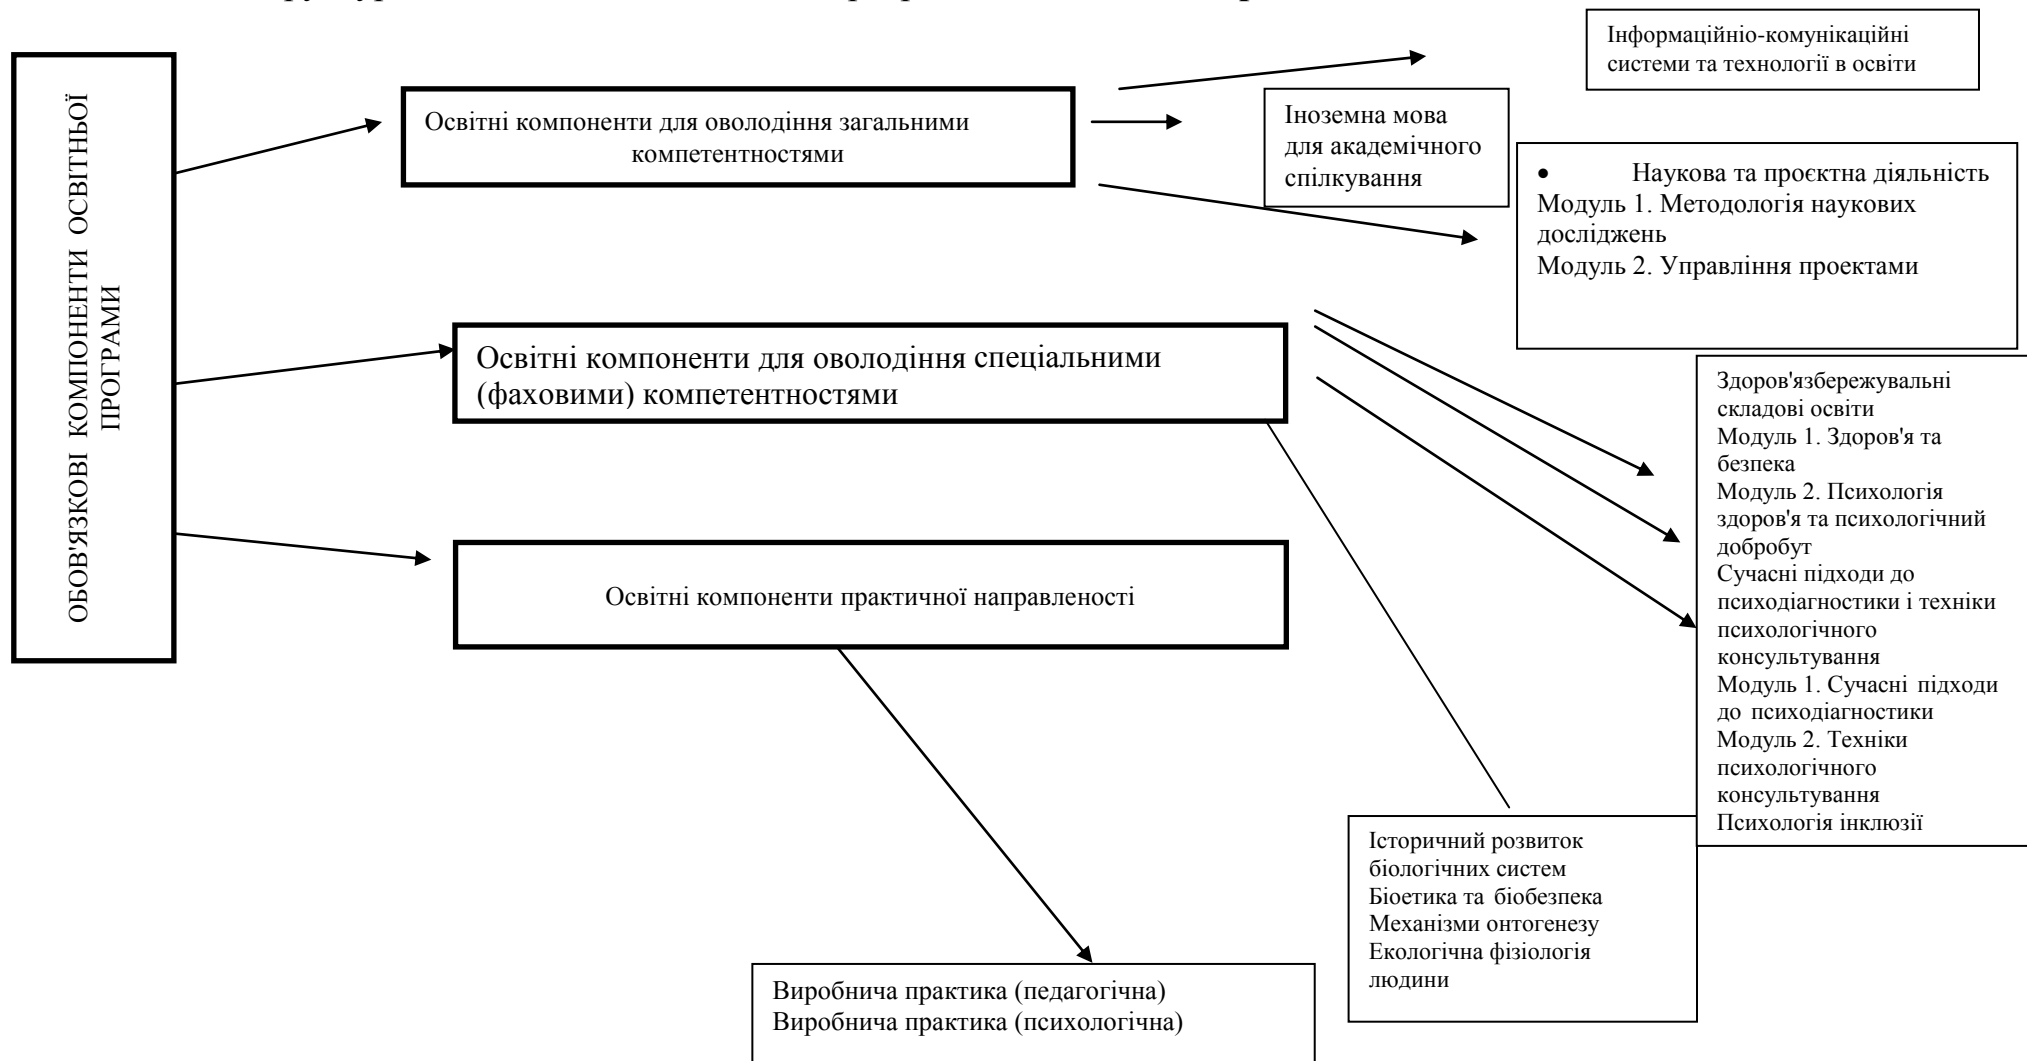 Інформаційніо-комунікаційні
системи та технології в освіти
ОБОВ'ЯЗКОВІ КОМПОНЕНТИ ОСВІТНЬОЇ
ПРОГРАМИ
Освітні компоненти для оволодіння загальними
компетентностями
Іноземна мова
для академічного
спілкування
• Наукова та проєктна діяльність
Модуль 1. Методологія наукових
досліджень
Модуль 2. Управління проектами
Освітні компоненти для оволодіння спеціальними
(фаховими) компетентностями
Здоров'язбережувальні
складові освіти
Модуль 1. Здоров'я та
безпека
Модуль 2. Психологія
здоров'я та психологічний
добробут
Сучасні підходи до
психодіагностики і техніки
психологічного
консультування
Модуль 1. Сучасні підходи
до психодіагностики
Модуль 2. Техніки
психологічного
консультування
Психологія інклюзії
Освітні компоненти практичної направленості
Історичний розвиток
біологічних систем
Біоетика та біобезпека
Механізми онтогенезу
Екологічна фізіологія
людини
Виробнича практика (педагогічна)
Виробнича практика (психологічна)